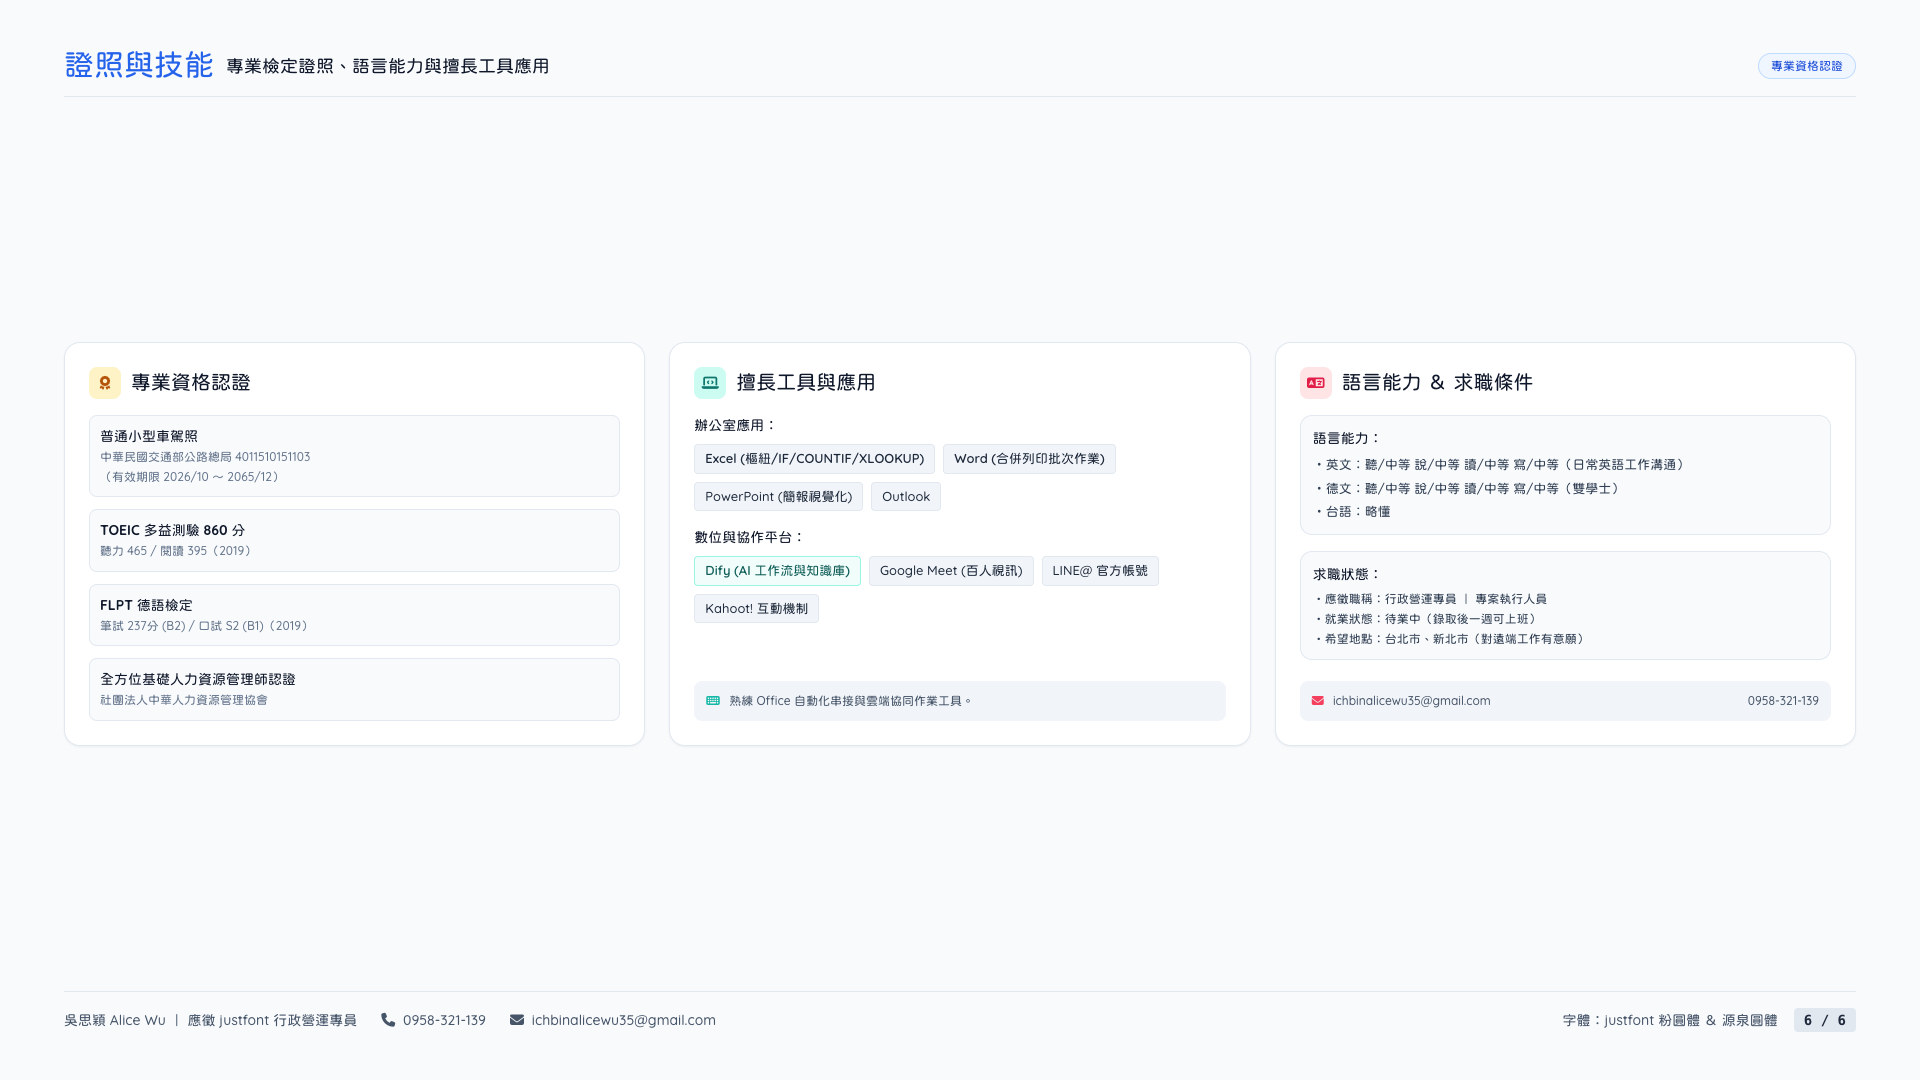 證照與技能 專業檢定證照、語言能力與擅長工具應用
專業資格認證
專業資格認證
普通小型車駕照
中華民國交通部公路總局 4011510151103
（有效期限 2026/10 ～ 2065/12）
TOEIC 多益測驗 860 分
聽力 465 / 閱讀 395（2019）
FLPT 德語檢定
筆試 237分 (B2) / 口試 S2 (B1)（2019）
全方位基礎人力資源管理師認證
社團法人中華人力資源管理協會
擅長工具與應用
辦公室應用：
Excel (樞紐/IF/COUNTIF/XLOOKUP) Word (合併列印批次作業)
PowerPoint (簡報視覺化) Outlook
數位與協作平台：
Dify (AI 工作流與知識庫) Google Meet (百人視訊) LINE@ 官方帳號
Kahoot! 互動機制
熟練 Office 自動化串接與雲端協同作業工具。
語言能力 & 求職條件
語言能力：
・英文：聽/中等 說/中等 讀/中等 寫/中等（日常英語工作溝通）
・德文：聽/中等 說/中等 讀/中等 寫/中等（雙學士）
・台語：略懂
求職狀態：
・應徵職稱：行政營運專員 ｜ 專案執行人員
・就業狀態：待業中（錄取後一週可上班）
・希望地點：台北市、新北市（對遠端工作有意願）
ichbinalicewu35@gmail.com 0958-321-139
吳思穎 Alice Wu ｜ 應徵 justfont 行政營運專員 0958-321-139 ichbinalicewu35@gmail.com
字體：justfont 粉圓體 & 源泉圓體 6 / 6